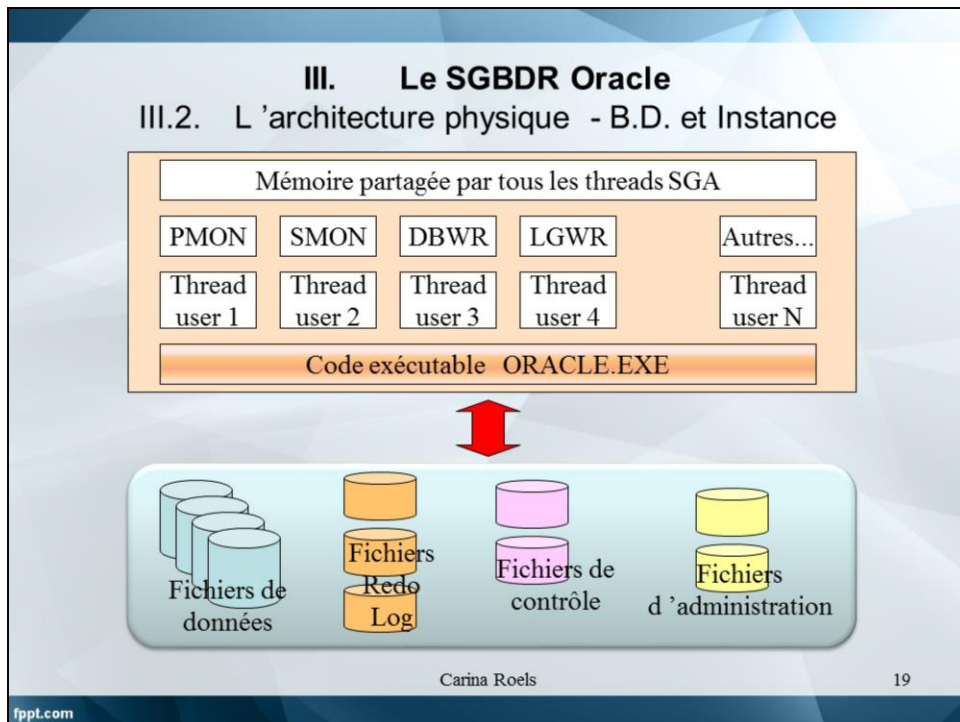 III. Le SGBDR Oracle
III.2. L ’architecture physique - B.D. et Instance
Mémoire partagée par tous les threads SGA
PMON SMON DBWR LGWR Autres...
Thread Thread Thread Thread Thread
user 1 user 2 user 3 user 4 user N
Code exécutable ORACLE.EXE
Fichiers de
données
Fichiers
Redo
Log
Fichiers de
contrôle
Fichiers
d ’administration
Carina Roels 19
fppt.com